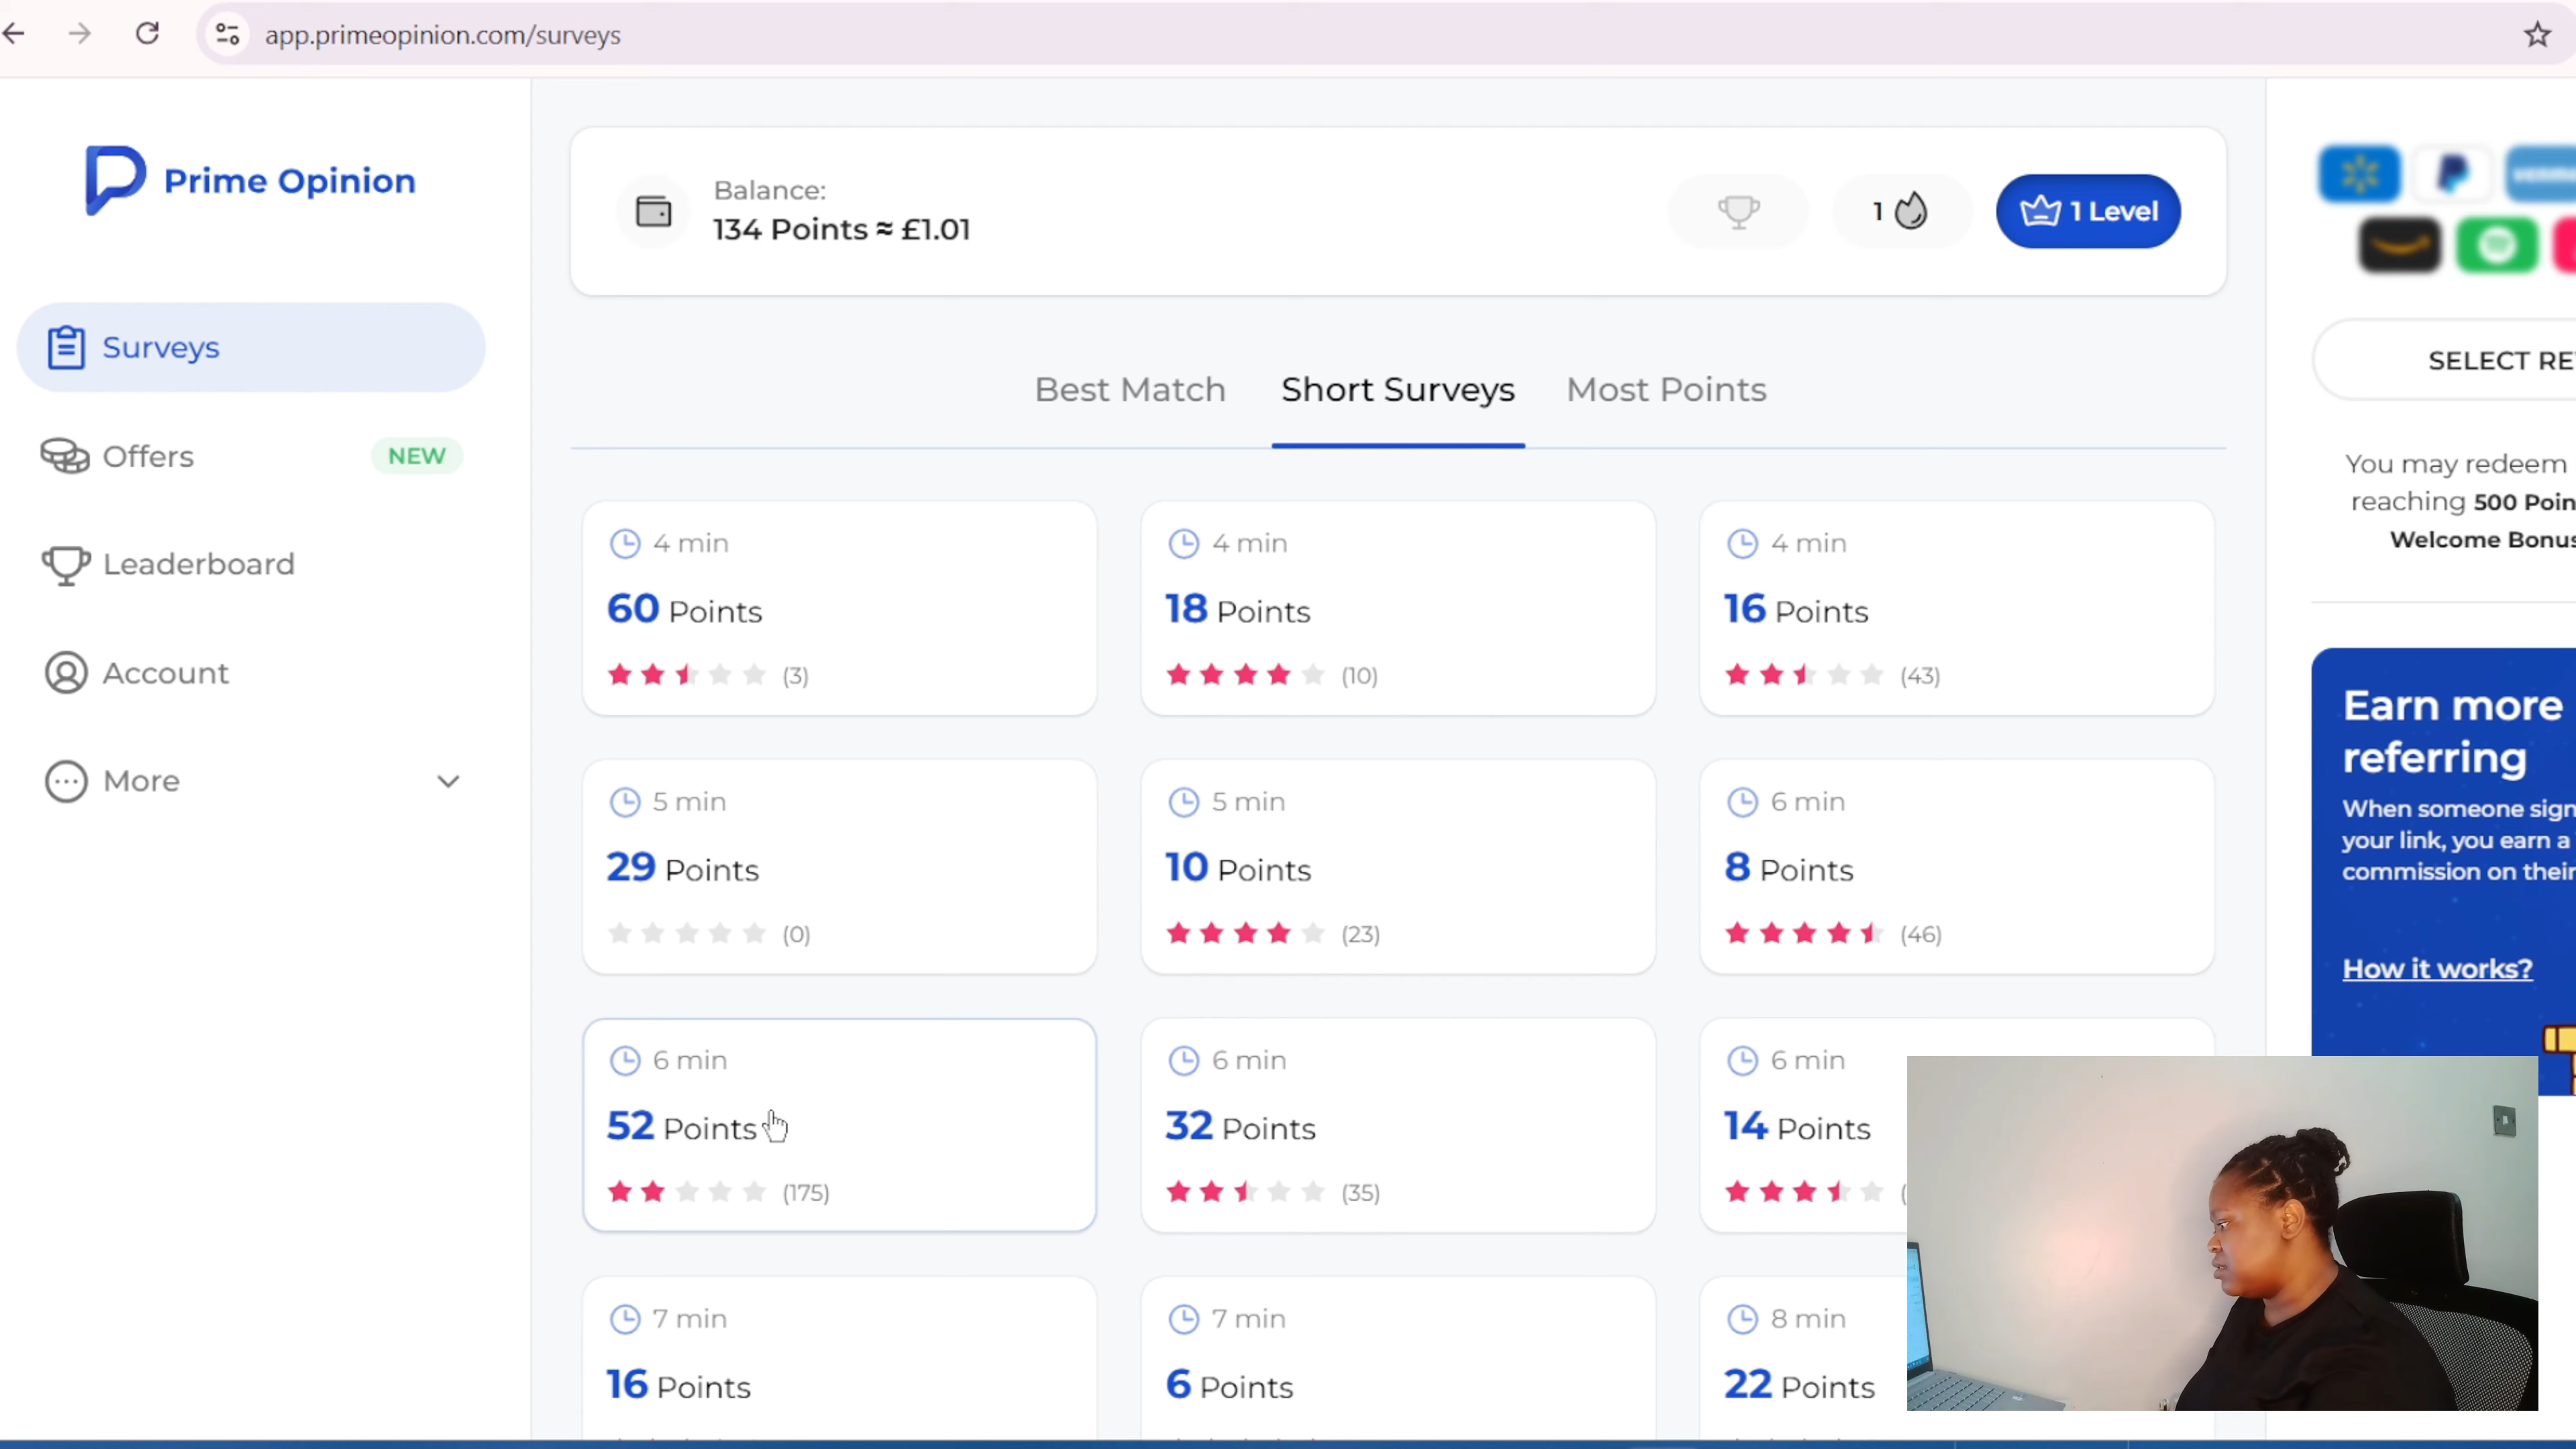 app.primeopinion.com/surveys
Prime Opinion
Surveys
Offers
NEW
Leaderboard
Account
More
Balance:
134 Points ≈ £1.01
1
1 Level
Best Match
Short Surveys
Most Points
4 min
60 Points
(3)
4 min
18 Points
(10)
4 min
16 Points
(43)
5 min
29 Points
(0)
5 min
10 Points
(23)
6 min
8 Points
(46)
6 min
52 Points
(175)
6 min
32 Points
(35)
6 min
14 Points
7 min
16 Points
7 min
6 Points
8 min
22 Points
SELECT RE
You may redeem
reaching 500 Poin
Welcome Bonus
Earn more
referring
When someone sign
your link, you earn a
commission on their
How it works?